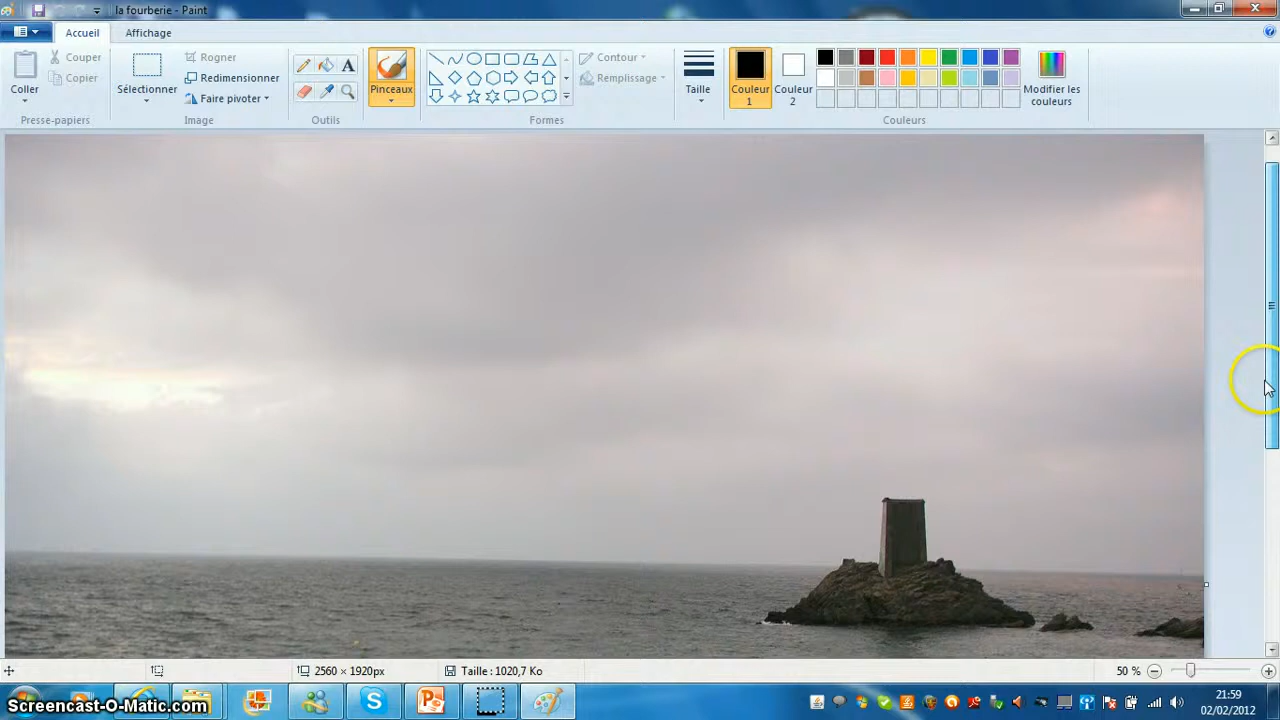 la fourberie - Paint
Accueil
Affichage
Coller
Couper
Copier
Presse-papiers
Sélectionner
Rogner
Redimensionner
Faire pivoter
Image
A
Outils
Pinceaux
Contour
Remplissage
Formes
Taille
Couleur
1
Couleur
2
Modifier les
couleurs
Couleurs
2560 × 1920px
Taille : 1020,7 Ko
50 %
21:59
02/02/2012
Screencast-O-Matic.com